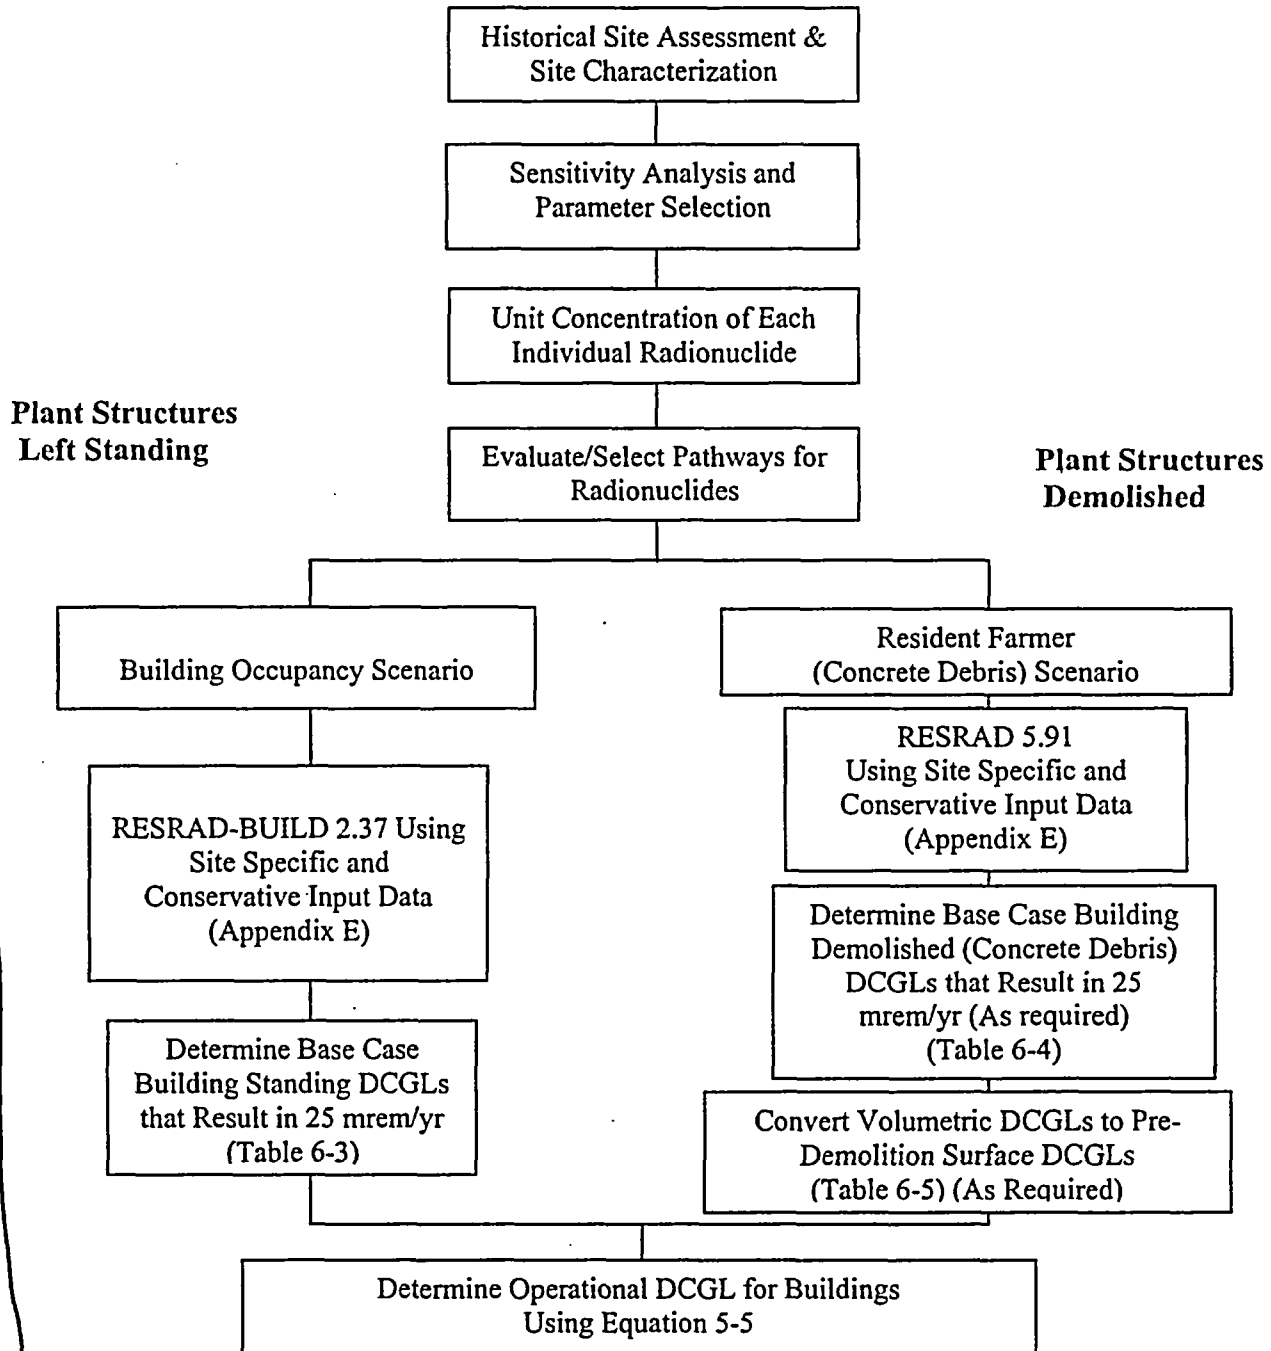 Historical Site Assessment &
Site Characterization
Sensitivity Analysis and
Parameter Selection
Unit Concentration of Each
Individual Radionuclide
Plant Structures
Left Standing
Evaluate/Select Pathways for
Radionuclides
Plant Structures
Demolished
Building Occupancy Scenario
Resident Farmer
(Concrete Debris) Scenario
RESRAD-BUILD 2.37 Using
Site Specific and
Conservative Input Data
(Appendix E)
RESRAD 5.91
Using Site Specific and
Conservative Input Data
(Appendix E)
Determine Base Case
Building Standing DCGLs
that Result in 25 mrem/yr
(Table 6-3)
Determine Base Case Building
Demolished (Concrete Debris)
DCGLs that Result in 25
mrem/yr (As required)
(Table 6-4)
Convert Volumetric DCGLs to Pre-
Demolition Surface DCGLs
(Table 6-5) (As Required)
Determine Operational DCGL for Buildings
Using Equation 5-5